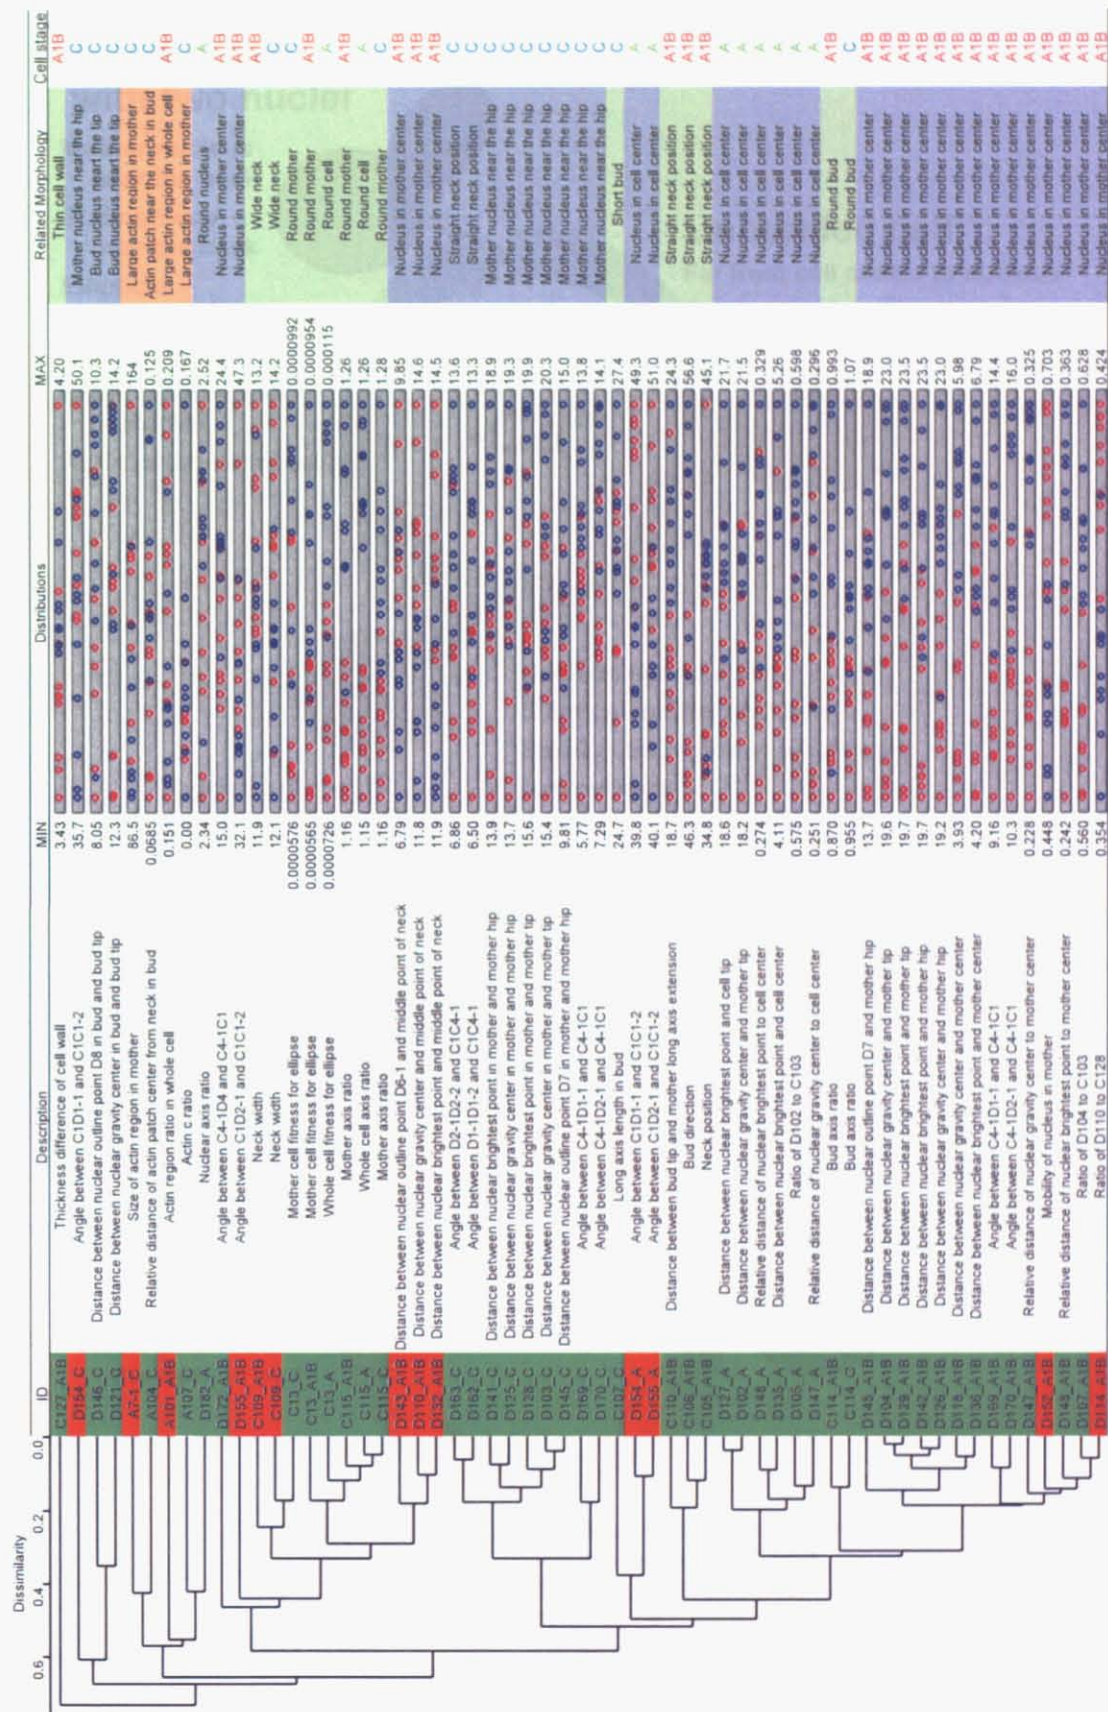 Dissimilarity
0.6 0.4 0.2 0.0
ID Description MIN Distributions MAX Related Morphology Cell stage
C127_A1B Thickness difference of cell wall 3.43 4.20 Thin cell wall A1B
D154_C Angle between C1D1-1 and C1C1-2 35.7 50.1 Mother nucleus near the hip C
D146_C Distance between nuclear outline point D8 in bud and bud tip 8.05 10.3 Bud nucleus neart the tip C
D121_C Distance between nuclear gravity center in bud and bud tip 12.3 14.2 Bud nucleus neart the tip C
A7-1_C Size of actin region in mother 86.5 164 Large actin region in mother C
A104_C Relative distance of actin patch center from neck in bud 0.0685 0.125 Actin patch near the neck in bud C
A101_A1B Actin region ratio in whole cell 0.151 0.209 Large actin region in whole cell A1B
A107_C Actin c ratio 0.00 0.167 Large actin region in mother C
D182_A Nuclear axis ratio 2.34 2.52 Round nucleus A
D172_A1B Angle between C4-1D4 and C4-1C1 15.0 24.4 Nucleus in mother center A1B
D155_A1B Angle between C1D2-1 and C1C1-2 32.1 47.3 Nucleus in mother center A1B
C109_A1B Neck width 11.9 13.2 Wide neck A1B
C109_C Neck width 12.1 14.2 Wide neck C
C13_C Mother cell fitness for ellipse 0.0000576 0.0000992 Round mother C
C13_A1B Mother cell fitness for ellipse 0.0000565 0.0000954 Round mother A1B
C13_A Whole cell fitness for ellipse 0.0000726 0.000115 Round cell A
C115_A1B Mother axis ratio 1.16 1.26 Round mother A1B
C115_A Whole cell axis ratio 1.15 1.26 Round cell A
C115_C Mother axis ratio 1.16 1.28 Round mother C
D143_A1B Distance between nuclear outline point D6-1 and middle point of neck 6.79 9.85 Nucleus in mother center A1B
D110_A1B Distance between nuclear gravity center and middle point of neck 11.8 14.6 Nucleus in mother center A1B
D132_A1B Distance between nuclear brightest point and middle point of neck 11.9 14.5 Nucleus in mother center A1B
D163_C Angle between D2-1D2-2 and C1C4-1 6.86 13.6 Straight neck position C
D162_C Angle between D1-1D1-2 and C1C4-1 6.50 13.3 Straight neck position C
D141_C Distance between nuclear brightest point in mother and mother hip 13.9 18.9 Mother nucleus near the hip C
D125_C Distance between nuclear gravity center in mother and mother hip 13.7 19.3 Mother nucleus near the hip C
D128_C Distance between nuclear brightest point in mother and mother tip 15.6 19.9 Mother nucleus near the hip C
D103_C Distance between nuclear gravity center in mother and mother tip 15.4 20.3 Mother nucleus near the hip C
D145_C Distance between nuclear outline point D7 in mother and mother hip 9.81 15.0 Mother nucleus near the hip C
D169_C Angle between C4-1D1-1 and C4-1C1 5.77 13.8 Mother nucleus near the hip C
D170_C Angle between C4-1D2-1 and C4-1C1 7.29 14.1 Mother nucleus near the hip C
C107_C Long axis length in bud 24.7 27.4 Short bud C
D154_A Angle between C1D1-1 and C1C1-2 39.8 49.3 Nucleus in cell center A
D155_A Angle between C1D2-1 and C1C1-2 40.1 51.0 Nucleus in cell center A
C110_A1B Distance between bud tip and mother long axis extension 18.7 24.3 Straight neck position A1B
C106_A1B Bud direction 46.3 56.6 Straight neck position A1B
C105_A1B Neck position 34.8 45.1 Straight neck position A1B
D127_A Distance between nuclear brightest point and cell tip 18.6 21.7 Nucleus in cell center A
D102_A Distance between nuclear gravity center and mother tip 18.2 21.5 Nucleus in cell center A
D148_A Relative distance of nuclear brightest point to cell center 0.274 0.329 Nucleus in cell center A
D135_A Distance between nuclear brightest point and cell center 4.11 5.26 Nucleus in cell center A
D105_A Ratio of D102 to C103 0.575 0.598 Nucleus in cell center A
D147_A Relative distance of nuclear gravity center to cell center 0.251 0.296 Nucleus in cell center A
C114_A1B Bud axis ratio 0.870 0.993 Round bud A1B
C114_C Bud axis ratio 0.955 1.07 Round bud C
D145_A1B Distance between nuclear outline point D7 and mother hip 13.7 18.9 Nucleus in mother center A1B
D104_A1B Distance between nuclear gravity center and mother tip 19.6 23.0 Nucleus in mother center A1B
D129_A1B Distance between nuclear brightest point and mother tip 19.7 23.5 Nucleus in mother center A1B
D142_A1B Distance between nuclear brightest point and mother hip 19.7 23.5 Nucleus in mother center A1B
D126_A1B Distance between nuclear gravity center and mother hip 19.2 23.0 Nucleus in mother center A1B
D118_A1B Distance between nuclear gravity center and mother center 3.93 5.98 Nucleus in mother center A1B
D136_A1B Distance between nuclear brightest point and mother center 4.20 6.79 Nucleus in mother center A1B
D169_A1B Angle between C4-1D1-1 and C4-1C1 9.16 14.4 Nucleus in mother center A1B
D170_A1B Angle between C4-1D2-1 and C4-1C1 10.3 16.0 Nucleus in mother center A1B
D147_A1B Relative distance of nuclear gravity center to mother center 0.228 0.325 Nucleus in mother center A1B
D152_A1B Mobility of nucleus in mother 0.448 0.703 Nucleus in mother center A1B
D148_A1B Relative distance of nuclear brightest point to mother center 0.242 0.363 Nucleus in mother center A1B
D107_A1B Ratio of D104 to C103 0.560 0.628 Nucleus in mother center A1B
D114_A1B Ratio of D110 to C128 0.354 0.424 Nucleus in mother center A1B